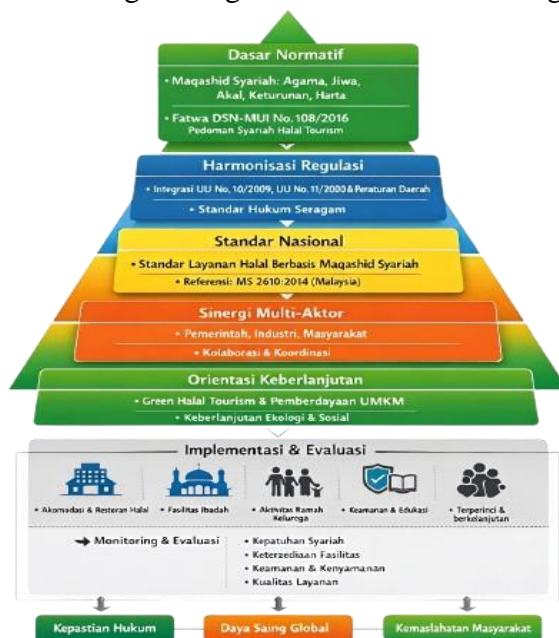 Dasar Normatif
• Maqashid Syariah: Agama, Jiwa,
Akal, Keturunan, Harta
• Fatwa DSN-MUI No. 108/2016
Pedoman Syariah Halal Tourism
Harmonisasi Regulasi
• Integrasi UU No. 10/2009, UU No. 11/2000 & Peraturan Daerah
• Standar Hukum Seragam
Standar Nasional
• Standar Layanan Halal Berbasis Maqashid Syariah
• Referensi: MS 2610:2014 (Malaysia)
Sinergi Multi-Aktor
• Pemerintah, Industri, Masyarakat
• Kolaborasi & Koordinasi
Orientasi Keberlanjutan
• Green Halal Tourism & Pemberdayaan UMKM
• Keberlanjutan Ekologi & Sosial
Implementasi & Evaluasi
• Akomodasi & Restoran Halal
• Fasilitas Ibadah
• Aktivitas Ramah
Kelurega
• Keamanan & Edukasi
• Terperinci &
berkelanjutan
→ Monitoring & Evaluasi
• Kepatuhan Syariah
• Keterzediaan Fasilitas
• Keamanan & Kenyamanan
• Kualitas Layanan
Kepastian Hukum
Daya Saing Global
Kemaslahatan Masyarakat